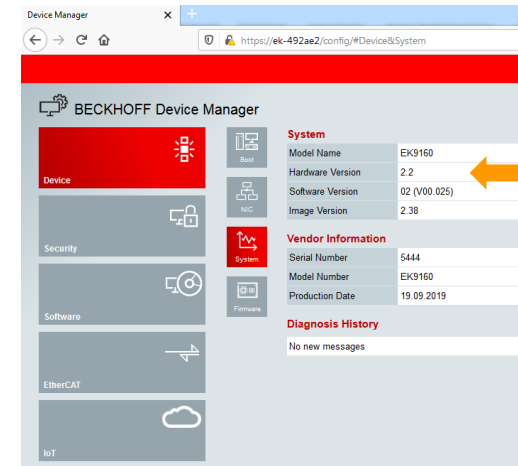 Device Manager
https://ek-492ae2/config/#Device&System
BECKHOFF Device Manager
Device
Security
Software
EtherCAT
IoT
Boot
NIC
System
Firmware
System
Model Name EK9160
Hardware Version 2.2
Software Version 02 (V00.025)
Image Version 2.38
Vendor Information
Serial Number 5444
Model Number EK9160
Production Date 19.09.2019
Diagnosis History
No new messages